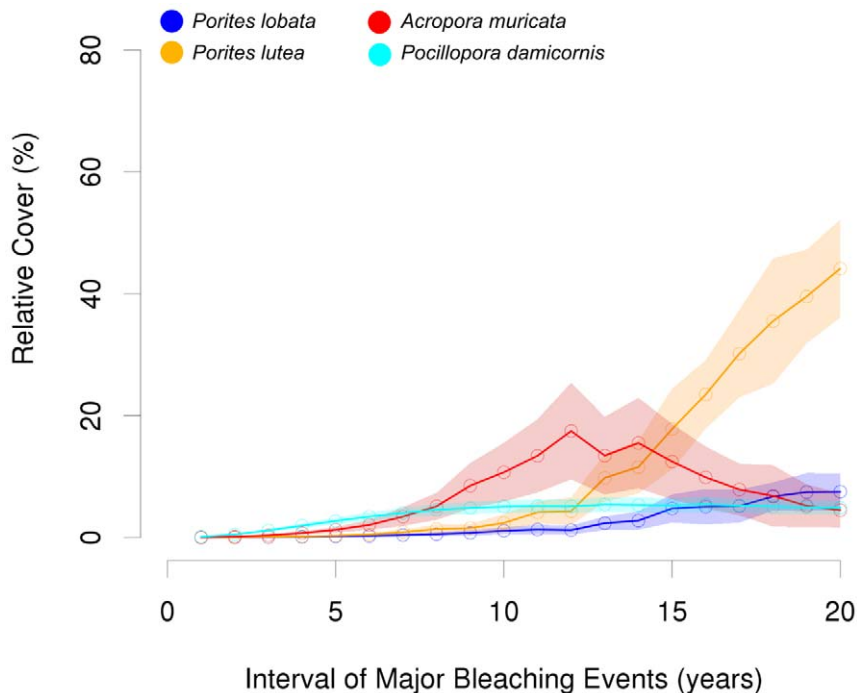 Porites lobata
Acropora muricata
Porites lutea
Pocillopora damicornis
Relative Cover (%)
80
60
40
20
0
0 5 10 15 20
Interval of Major Bleaching Events (years)